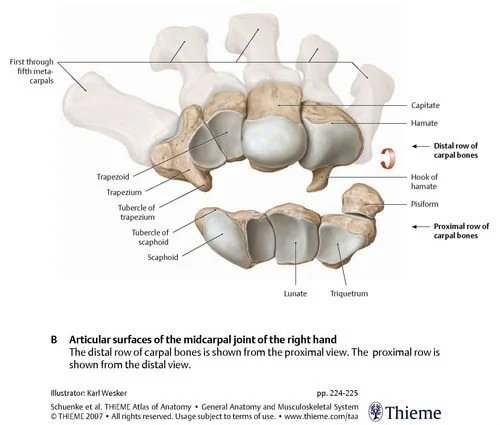 First through
fifth meta-
carpals
Capitate
Hamate
Distal row of
carpal bones
Trapezoid
Trapezium
Tubercle of
trapezium
Hook of
hamate
Pisiform
Tubercle of
scaphoid
Scaphoid
Proximal row of
carpal bones
Lunate
Triquetrum
B Articular surfaces of the midcarpal joint of the right hand
The distal row of carpal bones is shown from the proximal view. The proximal row is
shown from the distal view.
Illustrator: Karl Wesker
pp. 224-225
Schuenke et al. THIEME Atlas of Anatomy • General Anatomy and Musculoskeletal System
© THIEME 2007 • All rights reserved. Usage subject to terms of use. • www.thieme.com/taa
Thieme